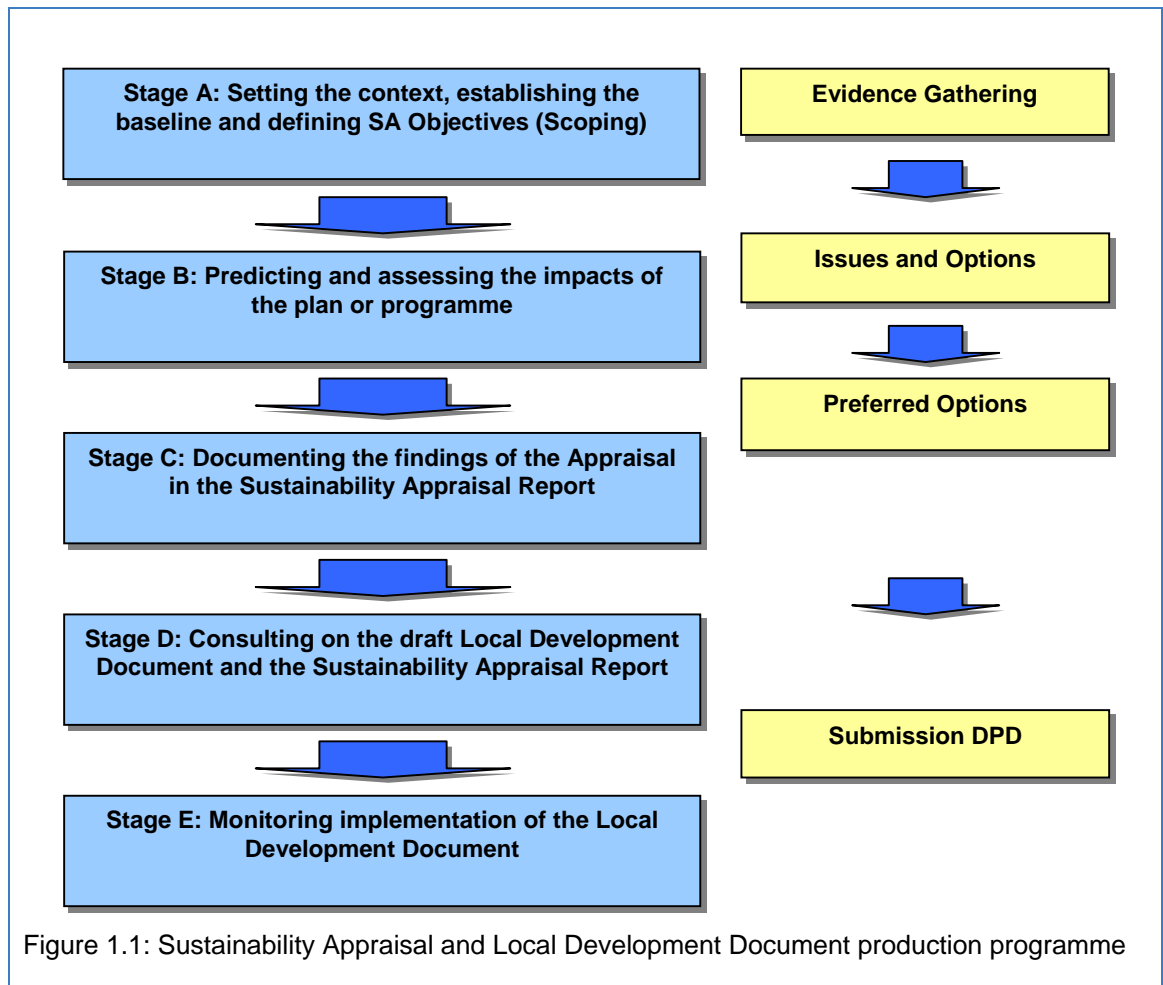 Stage A: Setting the context, establishing the
baseline and defining SA Objectives (Scoping)
Evidence Gathering
Stage B: Predicting and assessing the impacts of
the plan or programme
Issues and Options
Preferred Options
Stage C: Documenting the findings of the Appraisal
in the Sustainability Appraisal Report
Stage D: Consulting on the draft Local Development
Document and the Sustainability Appraisal Report
Submission DPD
Stage E: Monitoring implementation of the Local
Development Document
Figure 1.1: Sustainability Appraisal and Local Development Document production programme